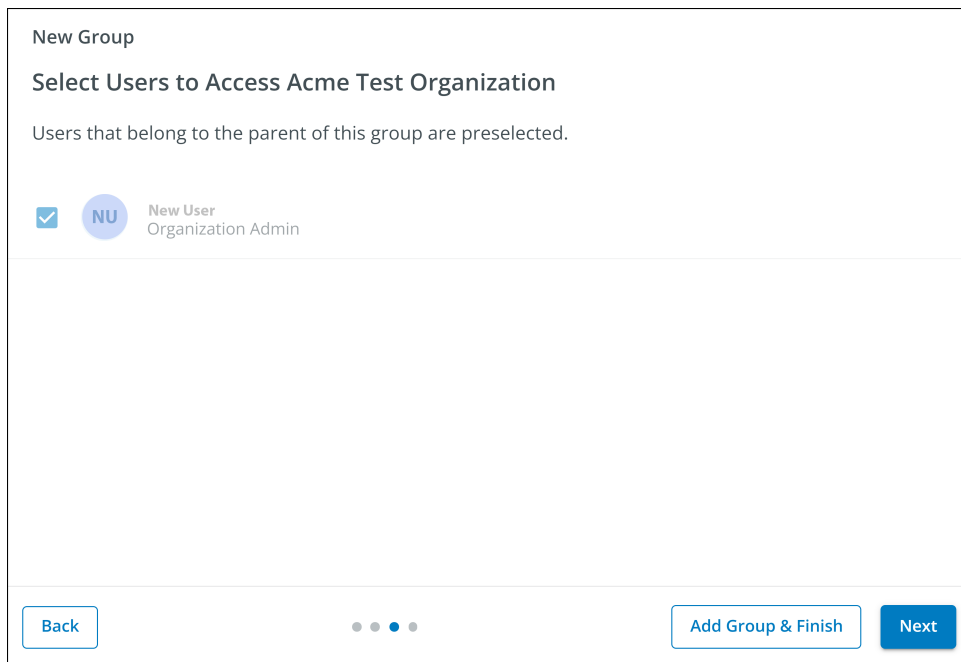 New Group
Select Users to Access Acme Test Organization
Users that belong to the parent of this group are preselected.
NU
New User
Organization Admin
Back
Add Group & Finish
Next